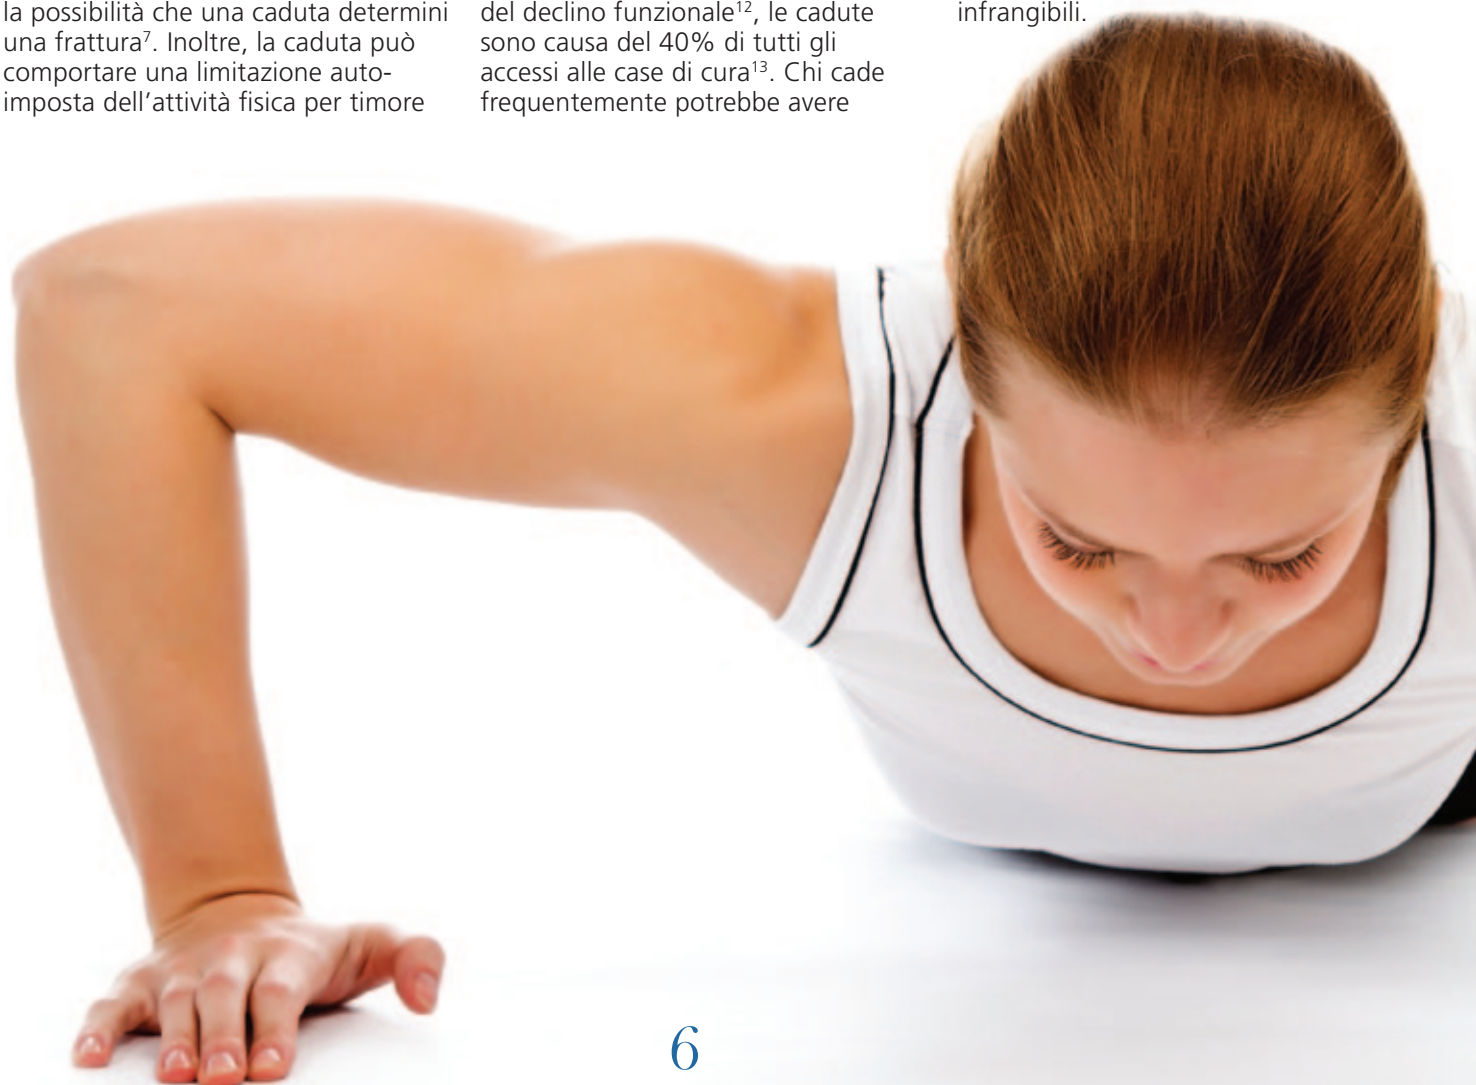 la possibilità che una caduta determini
una frattura⁷. Inoltre, la caduta può
comportare una limitazione auto-
imposta dell’attività fisica per timore
del declino funzionale¹², le cadute
sono causa del 40% di tutti gli
accessi alle case di cura¹³. Chi cade
frequentemente potrebbe avere
infrangibili.
6